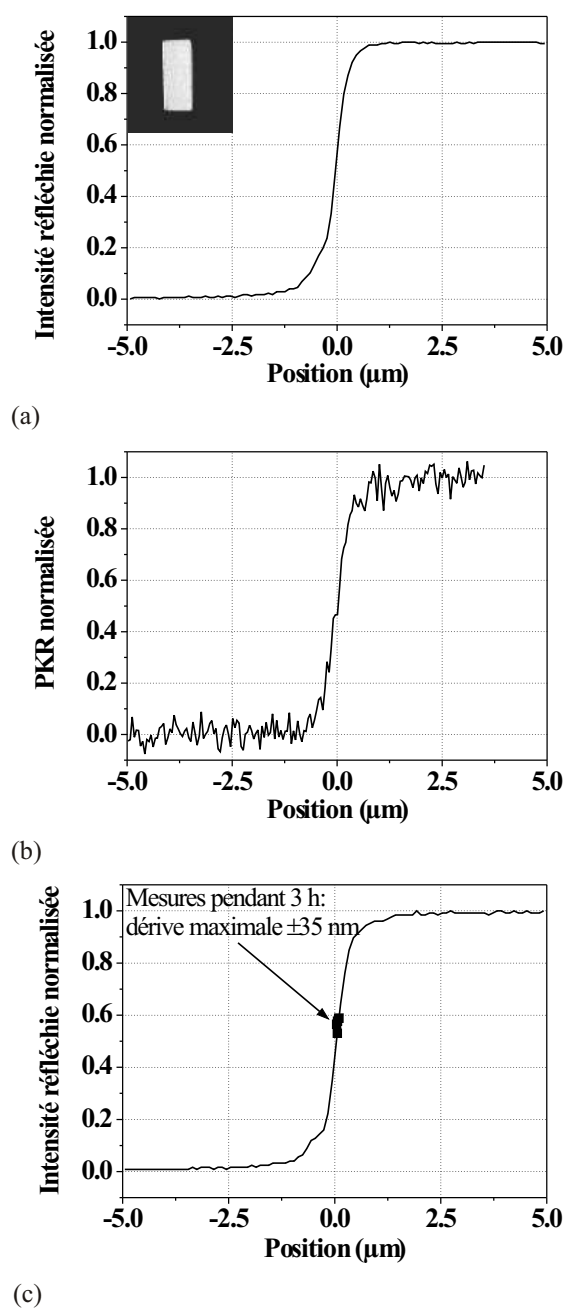 Intensité réfléchie normalisée
1.0
0.8
0.6
0.4
0.2
0.0
-5.0 -2.5 0.0 2.5 5.0
Position (µm)
(a)
PKR normalisée
1.0
0.8
0.6
0.4
0.2
0.0
-5.0 -2.5 0.0 2.5 5.0
Position (µm)
(b)
Intensité réfléchie normalisée
Mesures pendant 3 h:
dérive maximale ±35 nm
1.0
0.8
0.6
0.4
0.2
0.0
-5.0 -2.5 0.0 2.5 5.0
Position (µm)
(c)